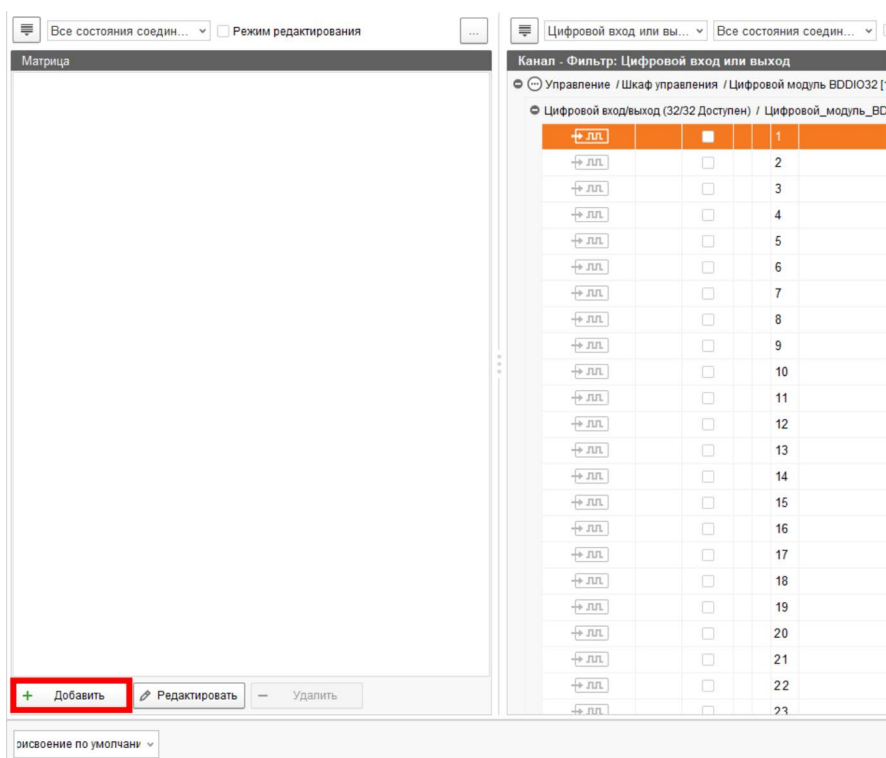 Все состояния соедин... Режим редактирования ...
Матрица
Добавить Редактировать Удалить
Цифровой вход или вы... Все состояния соедин...
Канал - Фильтр: Цифровой вход или выход
Управление / Шкаф управления / Цифровой модуль BDDIO32 [
Цифровой вход/выход (32/32 Доступен) / Цифровой_модуль_BD
1
2
3
4
5
6
7
8
9
10
11
12
13
14
15
16
17
18
19
20
21
22
23
рисвоение по умолчани